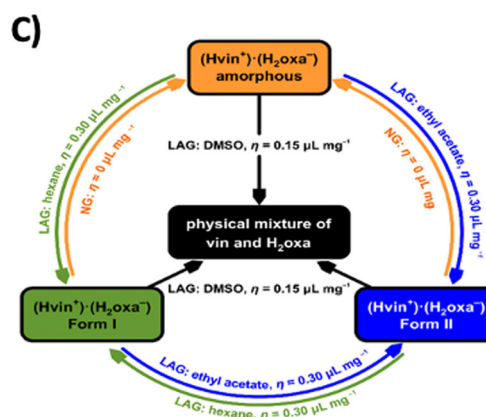 C)
(Hvin⁺)·(H₂oxa⁻)
amorphous
LAG: hexane, η = 0.30 µL mg⁻¹
NG: η = 0 µL mg⁻¹
LAG: ethyl acetate, η = 0.30 µL mg⁻¹
NG: η = 0 µL mg
LAG: DMSO, η = 0.15 µL mg⁻¹
physical mixture of
vin and H₂oxa
(Hvin⁺)·(H₂oxa⁻)
Form I
LAG: DMSO, η = 0.15 µL mg⁻¹
(Hvin⁺)·(H₂oxa⁻)
Form II
LAG: ethyl acetate, η = 0.30 µL mg⁻¹
LAG: hexane, η = 0.30 µL mg⁻¹